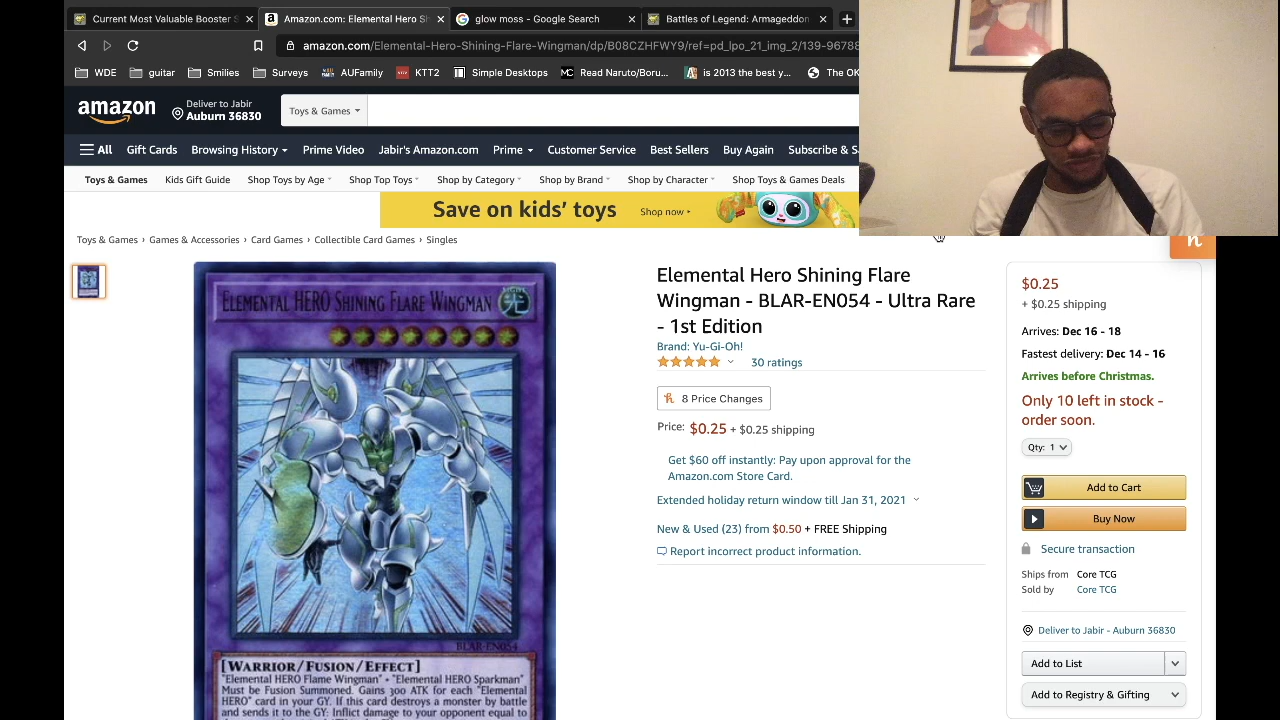 Current Most Valuable Booster S
Amazon.com: Elemental Hero Sh
glow moss - Google Search
Battles of Legend: Armageddon
amazon.com/Elemental-Hero-Shining-Flare-Wingman/dp/B08CZHFWY9/ref=pd_lpo_21_img_2/139-96788
WDE
guitar
Smilies
Surveys
AUFamily
KTT2
Simple Desktops
Read Naruto/Boru...
is 2013 the best y...
The OK
amazon
Deliver to Jabir
Auburn 36830
Toys & Games
All
Gift Cards
Browsing History
Prime Video
Jabir's Amazon.com
Prime
Customer Service
Best Sellers
Buy Again
Subscribe & S
Toys & Games
Kids Gift Guide
Shop Toys by Age
Shop Top Toys
Shop by Category
Shop by Brand
Shop by Character
Shop Toys & Games Deals
Save on kids' toys
Shop now
Toys & Games › Games & Accessories › Card Games › Collectible Card Games › Singles
ELEMENTAL HERO SHINING FLARE WINGMAN
LIGHT
光
BLAR-EN054
[WARRIOR/FUSION/EFFECT]
"Elemental HERO Flame Wingman" + "Elemental HERO Sparkman"
Must be Fusion Summoned. Gains 300 ATK for each "Elemental
HERO" card in your GY. If this card destroys a monster by battle
and sends it to the GY: Inflict damage to your opponent equal to
Elemental Hero Shining Flare
Wingman - BLAR-EN054 - Ultra Rare
- 1st Edition
Brand: Yu-Gi-Oh!
30 ratings
8 Price Changes
Price: $0.25 + $0.25 shipping
Get $60 off instantly: Pay upon approval for the
Amazon.com Store Card.
Extended holiday return window till Jan 31, 2021
New & Used (23) from $0.50 + FREE Shipping
Report incorrect product information.
$0.25
+ $0.25 shipping
Arrives: Dec 16 - 18
Fastest delivery: Dec 14 - 16
Arrives before Christmas.
Only 10 left in stock -
order soon.
Qty: 1
Add to Cart
Buy Now
Secure transaction
Ships from Core TCG
Sold by Core TCG
Deliver to Jabir - Auburn 36830
Add to List
Add to Registry & Gifting